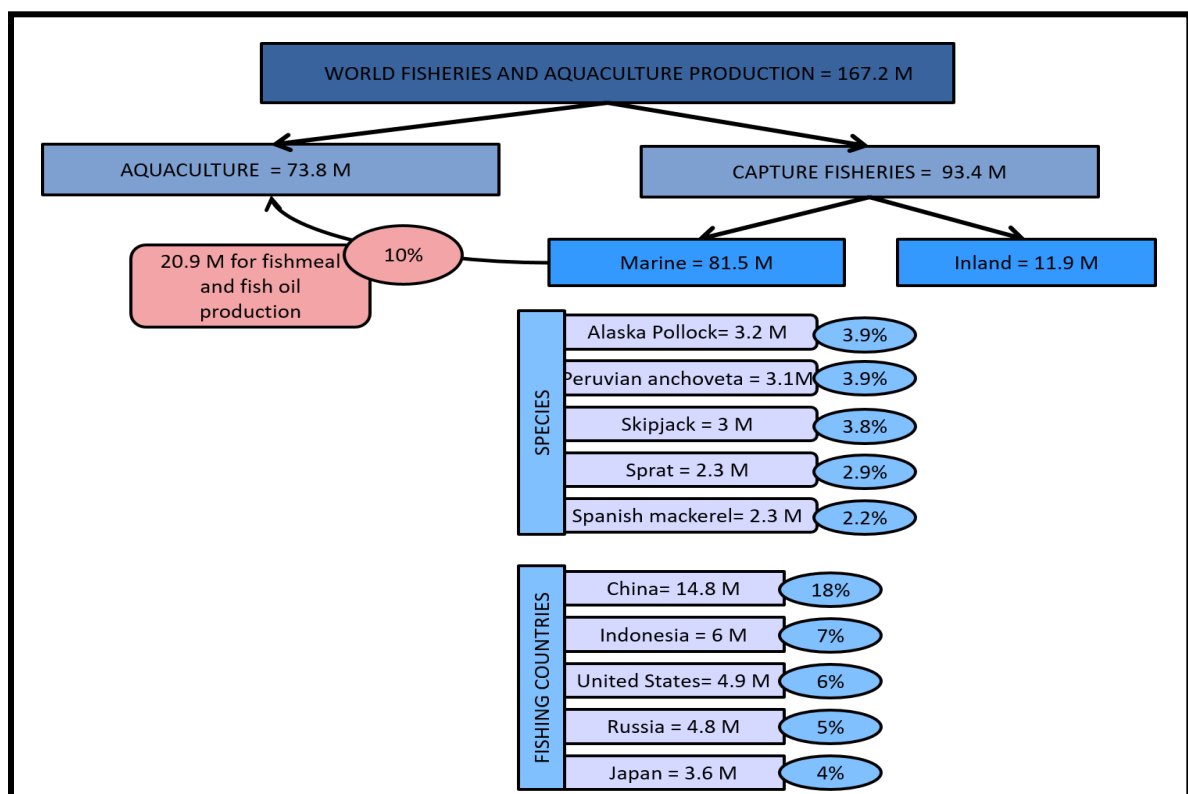 WORLD FISHERIES AND AQUACULTURE PRODUCTION = 167.2 M
AQUACULTURE = 73.8 M
CAPTURE FISHERIES = 93.4 M
20.9 M for fishmeal
and fish oil
production
10%
Marine = 81.5 M
Inland = 11.9 M
SPECIES
Alaska Pollock= 3.2 M
3.9%
Peruvian anchoveta = 3.1M
3.9%
Skipjack = 3 M
3.8%
Sprat = 2.3 M
2.9%
Spanish mackerel= 2.3 M
2.2%
FISHING COUNTRIES
China= 14.8 M
18%
Indonesia = 6 M
7%
United States= 4.9 M
6%
Russia = 4.8 M
5%
Japan = 3.6 M
4%